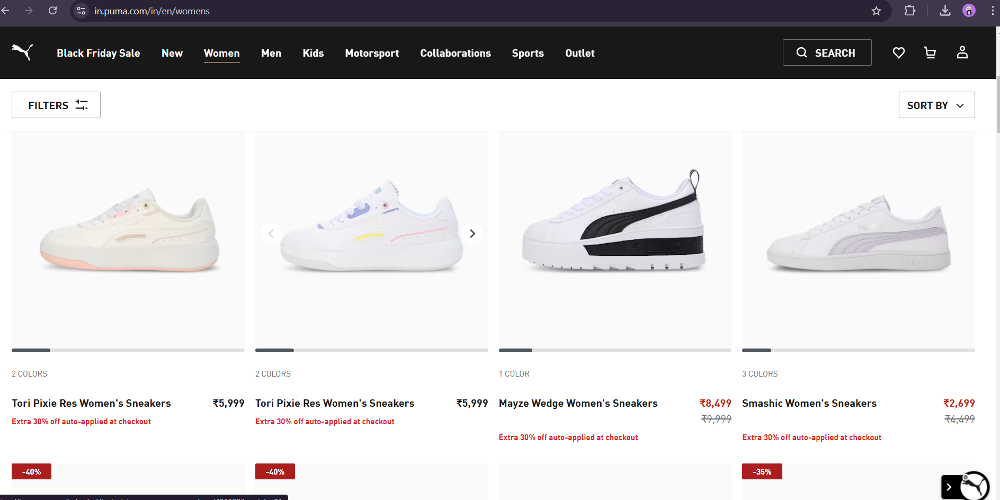 in.puma.com/in/en/womens
Black Friday Sale New Women Men Kids Motorsport Collaborations Sports Outlet SEARCH
FILTERS SORT BY
2 COLORS 2 COLORS 1 COLOR 3 COLORS
Tori Pixie Res Women's Sneakers ₹5,999 Tori Pixie Res Women's Sneakers ₹5,999 Mayze Wedge Women's Sneakers ₹8,499 Smashic Women's Sneakers ₹2,699
₹9,999 ₹4,499
Extra 30% off auto-applied at checkout Extra 30% off auto-applied at checkout
Extra 30% off auto-applied at checkout Extra 30% off auto-applied at checkout
-40% -40% -35%